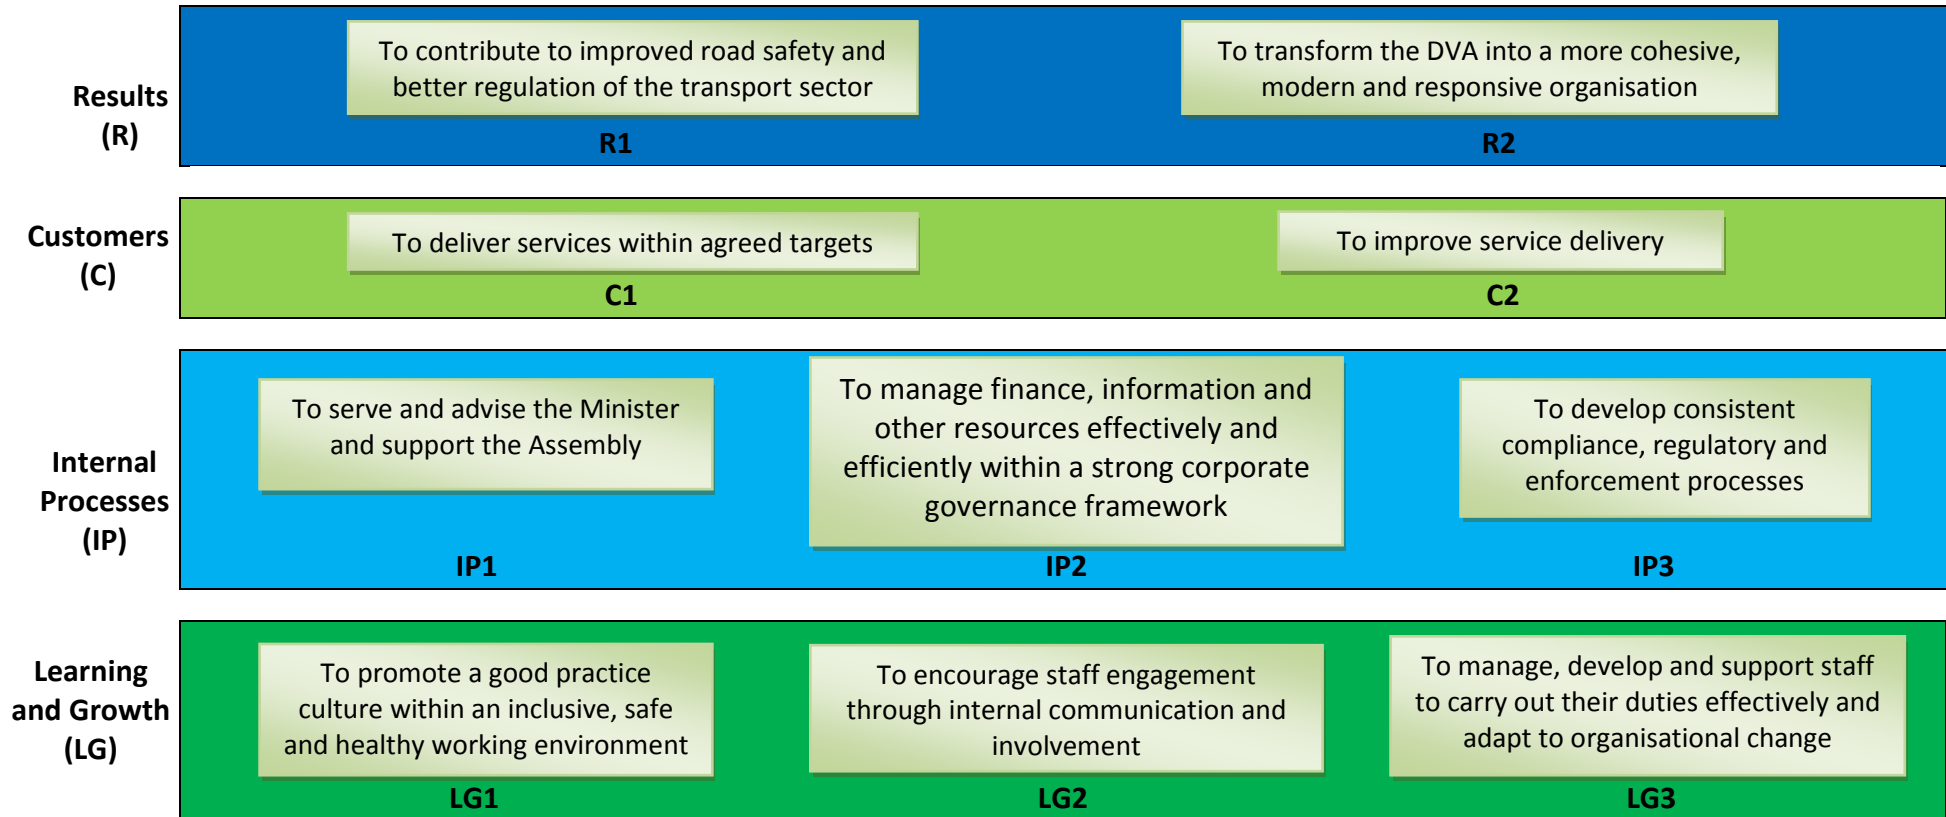 Results
(R)
To contribute to improved road safety and
better regulation of the transport sector
R1
To transform the DVA into a more cohesive,
modern and responsive organisation
R2
Customers
(C)
To deliver services within agreed targets
C1
To improve service delivery
C2
Internal
Processes
(IP)
To serve and advise the Minister
and support the Assembly
IP1
To manage finance, information and
other resources effectively and
efficiently within a strong corporate
governance framework
IP2
To develop consistent
compliance, regulatory and
enforcement processes
IP3
Learning
and Growth
(LG)
To promote a good practice
culture within an inclusive, safe
and healthy working environment
LG1
To encourage staff engagement
through internal communication and
involvement
LG2
To manage, develop and support staff
to carry out their duties effectively and
adapt to organisational change
LG3